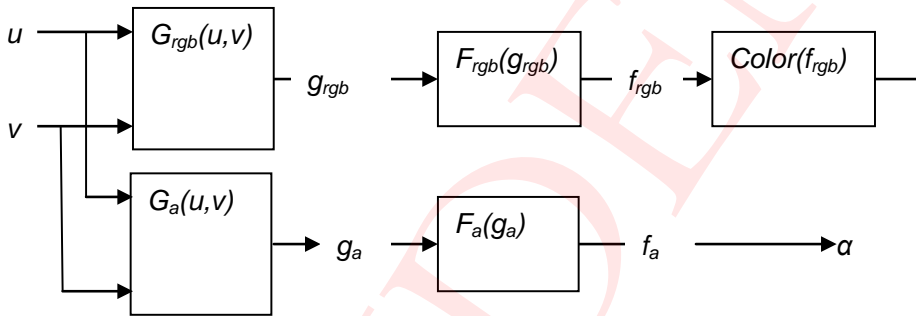 u
G_rgb(u,v)
g_rgb
F_rgb(g_rgb)
f_rgb
Color(f_rgb)
v
G_a(u,v)
g_a
F_a(g_a)
f_a
α